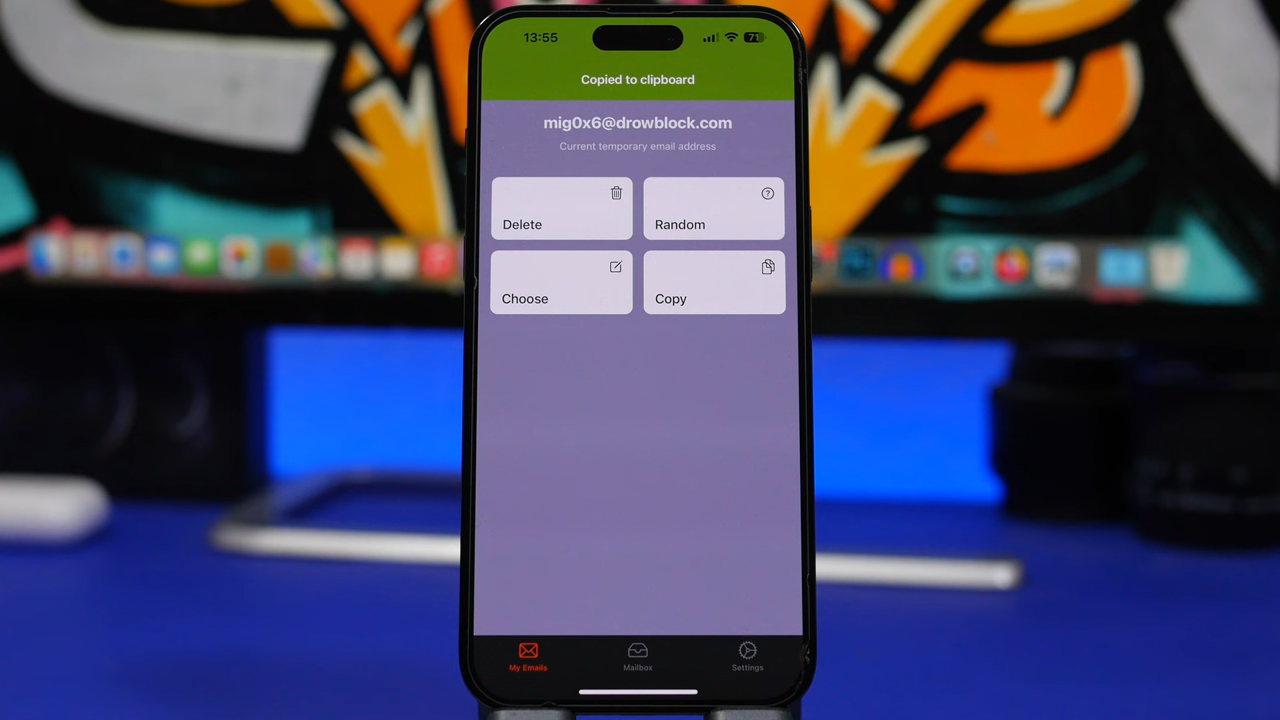 13:55
71
Copied to clipboard
mig0x6@drowblock.com
Current temporary email address
Delete
Random
Choose
Copy
My Emails
Mailbox
Settings